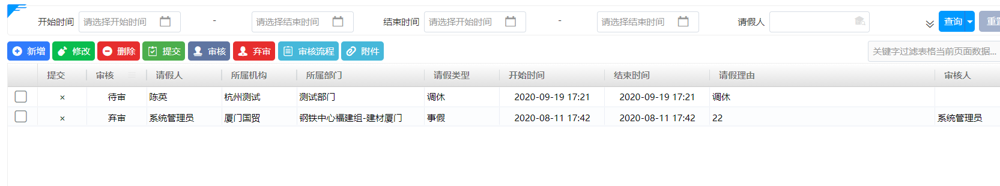 开始时间 请选择开始时间 - 请选择结束时间 结束时间 请选择开始时间 - 请选择结束时间 请假人 查询
新增 修改 删除 提交 审核 弃审 审核流程 附件 关键字过滤表格当前页面数据...
提交 审核 请假人 所属机构 所属部门 请假类型 开始时间 结束时间 请假理由 审核人
× 待审 陈英 杭州测试 测试部门 调休 2020-09-19 17:21 2020-09-19 17:21 调休
× 弃审 系统管理员 厦门国贸 钢铁中心福建组-建材厦门 事假 2020-08-11 17:42 2020-08-11 17:42 22 系统管理员